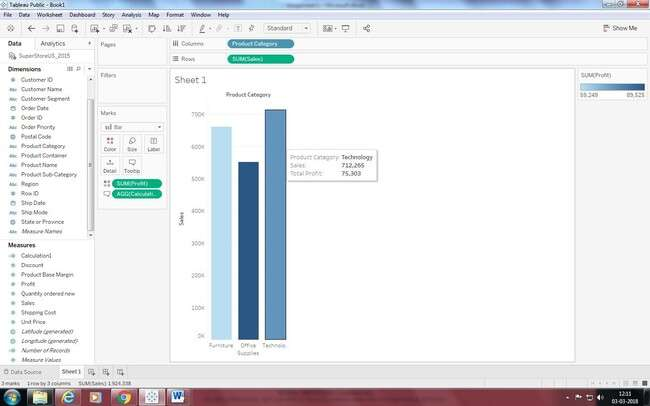 Tableau Public - Book1
File Data Worksheet Dashboard Story Analysis Map Format Window Help
Standard
Show Me
Data Analytics
Pages
Columns Product Category
Rows SUM(Sales)
SuperStoreUS_2015
Dimensions
Customer ID
Customer Name
Customer Segment
Order Date
Order ID
Order Priority
Postal Code
Product Category
Product Container
Product Name
Product Sub-Category
Region
Row ID
Ship Date
Ship Mode
State or Province
Measure Names
Measures
Calculation1
Discount
Product Base Margin
Profit
Quantity ordered new
Sales
Shipping Cost
Unit Price
Latitude (generated)
Longitude (generated)
Number of Records
Measure Values
Filters
Marks
Bar
Color Size Label
Detail Tooltip
SUM(Profit)
AGG(Calculati..
Sheet 1
Product Category
700K
600K
500K
400K
300K
200K
100K
0K
Sales
Furniture Office Supplies Technolo..
Product Category: Technology
Sales: 712,265
Total Profit: 75,303
SUM(Profit)
59,249 89,525
Data Source Sheet 1
3 marks 1 row by 3 columns SUM(Sales): 1,924,338
12:11
03-03-2018